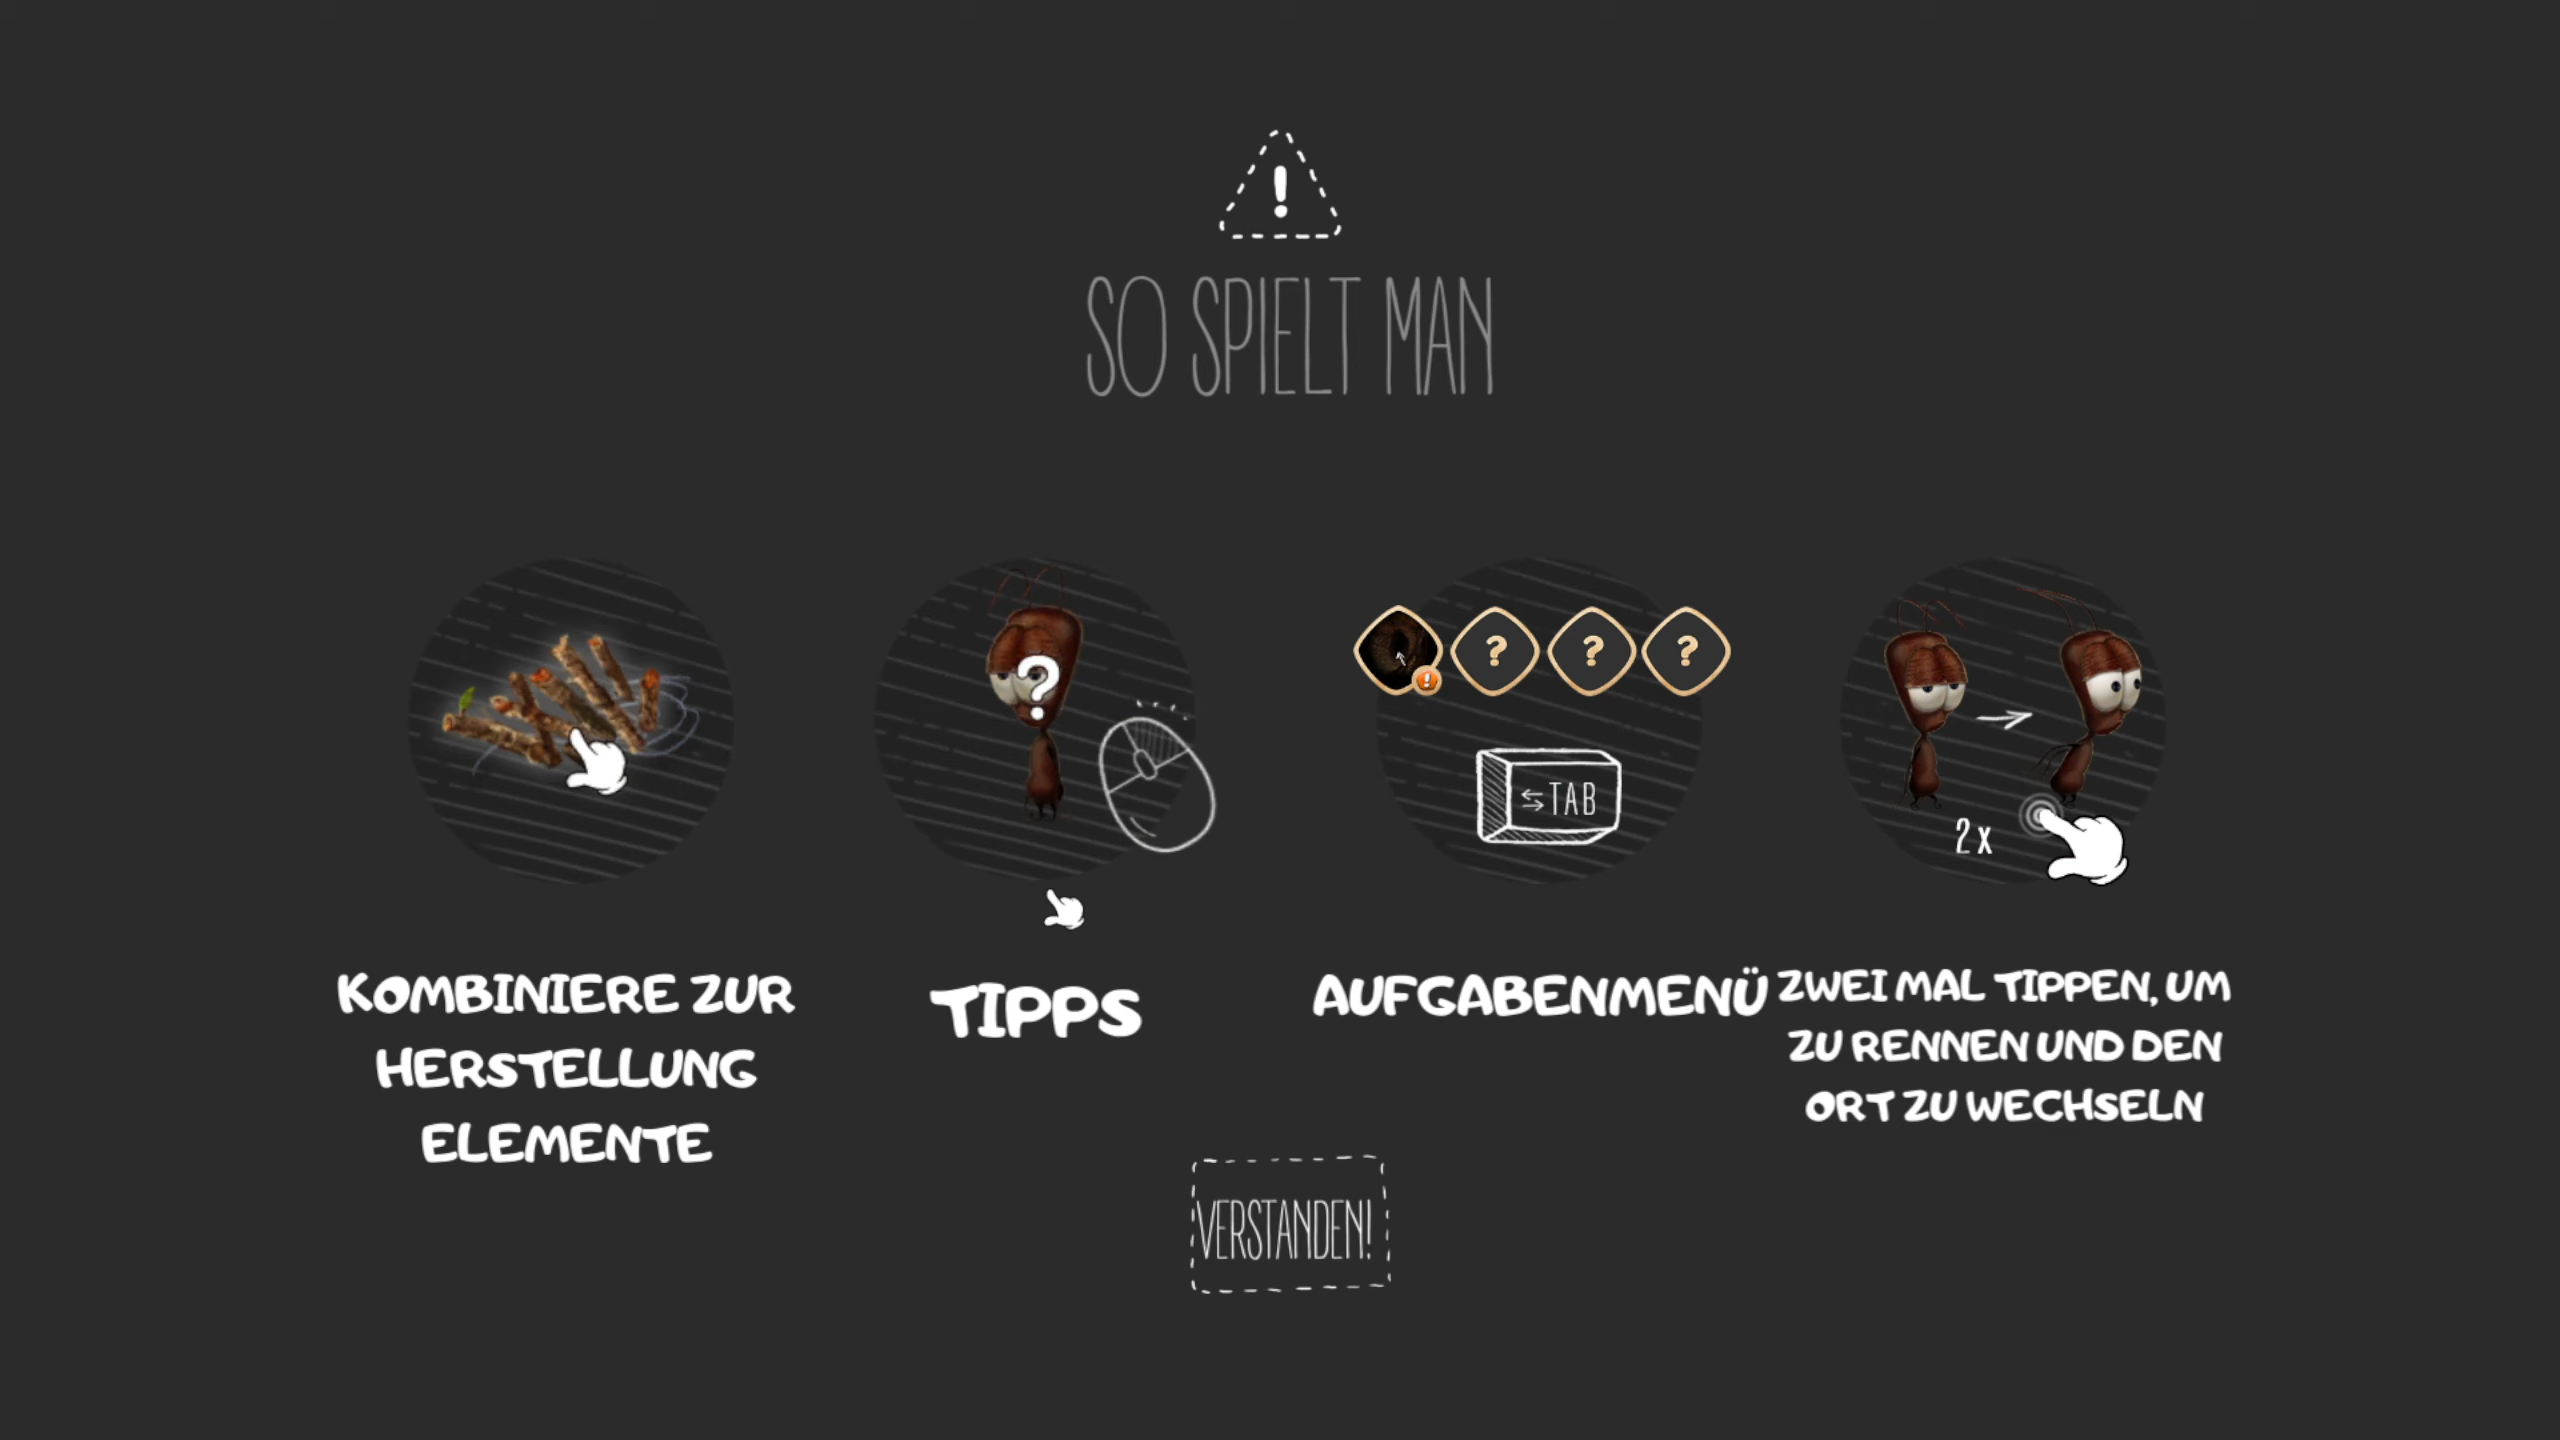 !
SO SPIELT MAN
?
! ? ? ?
TAB
2x
KOMBINIERE ZUR
HERSTELLUNG
ELEMENTE
TIPPS
AUFGABENMENÜ
ZWEI MAL TIPPEN, UM
ZU RENNEN UND DEN
ORT ZU WECHSELN
VERSTANDEN!